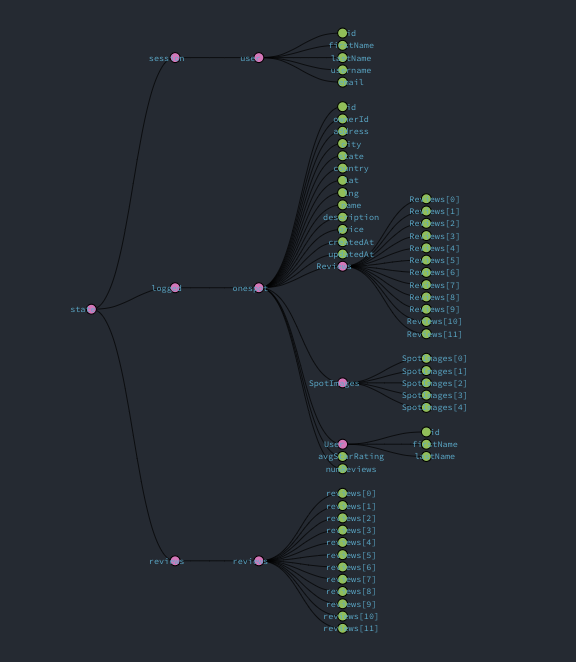 state
session
user
id
firstName
lastName
username
email
onespot
id
ownerId
address
city
state
country
lat
lng
name
description
price
createdAt
updatedAt
Reviews
Reviews[0]
Reviews[1]
Reviews[2]
Reviews[3]
Reviews[4]
Reviews[5]
Reviews[6]
Reviews[7]
Reviews[8]
Reviews[9]
Reviews[10]
Reviews[11]
SpotImages
SpotImages[0]
SpotImages[1]
SpotImages[2]
SpotImages[3]
SpotImages[4]
User
id
firstName
lastName
avgStarRating
numReviews
reviews
reviews
reviews[0]
reviews[1]
reviews[2]
reviews[3]
reviews[4]
reviews[5]
reviews[6]
reviews[7]
reviews[8]
reviews[9]
reviews[10]
reviews[11]